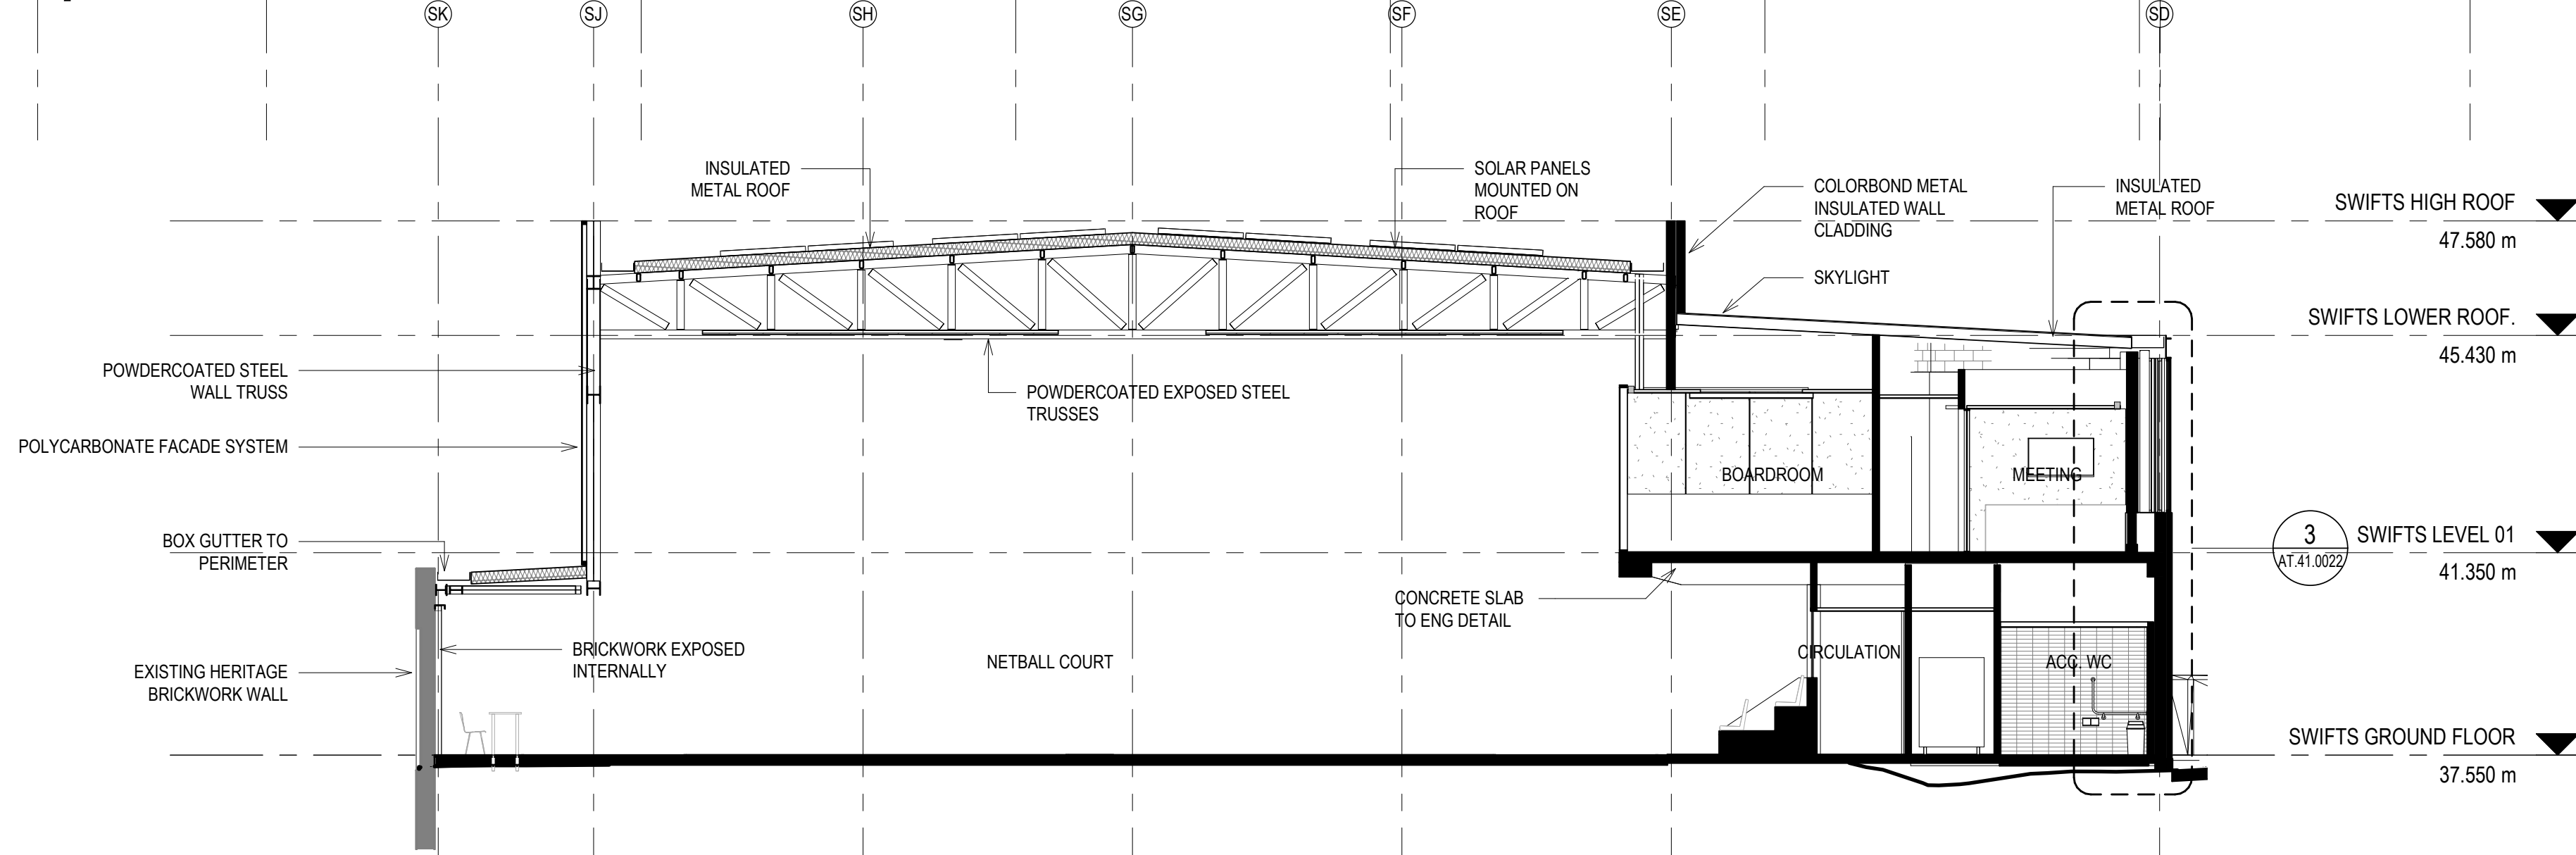 SK
SJ
SH
SG
SF
SE
SD
INSULATED
METAL ROOF
SOLAR PANELS
MOUNTED ON
ROOF
COLORBOND METAL
INSULATED WALL
CLADDING
INSULATED
METAL ROOF
SWIFTS HIGH ROOF
47.580 m
SKYLIGHT
SWIFTS LOWER ROOF.
45.430 m
POWDERCOATED STEEL
WALL TRUSS
POWDERCOATED EXPOSED STEEL
TRUSSES
POLYCARBONATE FACADE SYSTEM
BOARDROOM
MEETING
BOX GUTTER TO
PERIMETER
3
AT.41.0022
SWIFTS LEVEL 01
41.350 m
CONCRETE SLAB
TO ENG DETAIL
BRICKWORK EXPOSED
INTERNALLY
NETBALL COURT
CIRCULATION
ACC. WC
EXISTING HERITAGE
BRICKWORK WALL
SWIFTS GROUND FLOOR
37.550 m